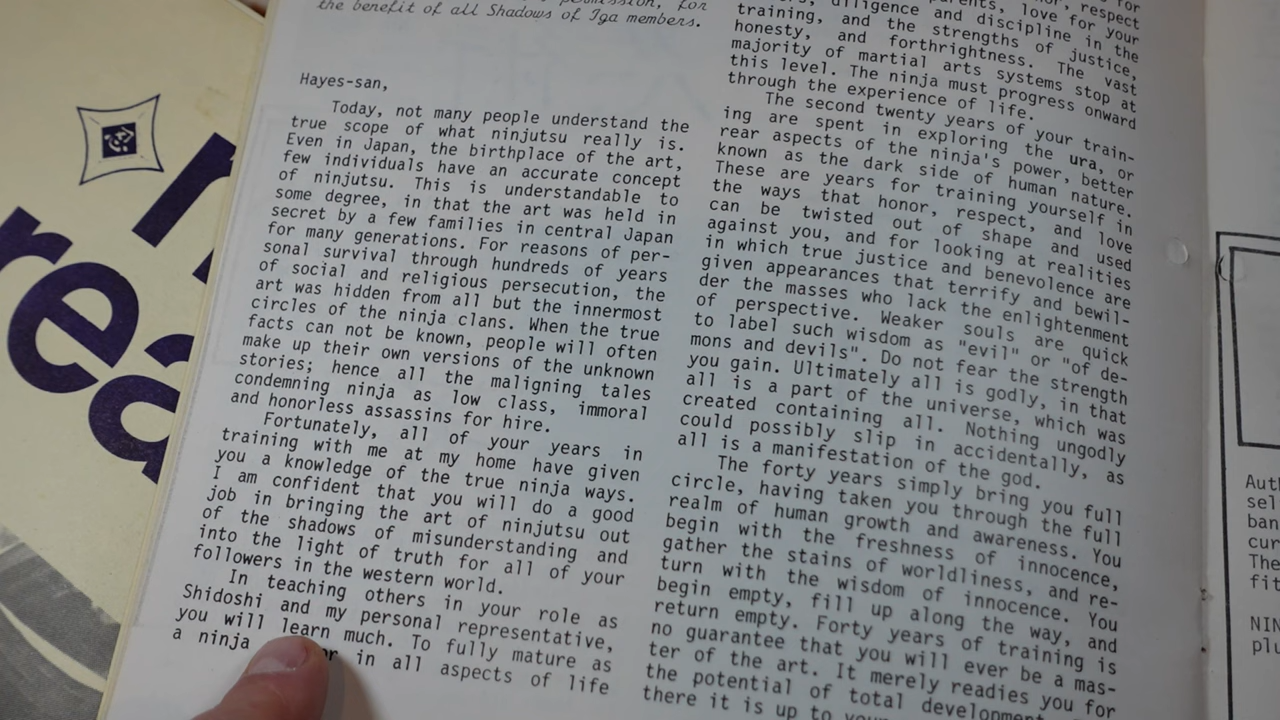 the benefit of all Shadows of Iga members.
Hayes-san,
Today, not many people understand the
true scope of what ninjutsu really is.
Even in Japan, the birthplace of the art,
few individuals have an accurate concept
of ninjutsu. This is understandable to
some degree, in that the art was held in
secret by a few families in central Japan
for many generations. For reasons of per-
sonal survival through hundreds of years
of social and religious persecution, the
art was hidden from all but the innermost
circles of the ninja clans. When the true
facts can not be known, people will often
make up their own versions of the unknown
stories; hence all the maligning tales
condemning ninja as low class, immoral
and honorless assassins for hire.
Fortunately, all of your years in
training with me at my home have given
you a knowledge of the true ninja ways.
I am confident that you will do a good
job in bringing the art of ninjutsu out
of the shadows of misunderstanding and
into the light of truth for all of your
followers in the western world.
In teaching others in your role as
Shidoshi and my personal representative,
you will learn much. To fully mature as
a ninja in all aspects of life
love for your
diligence and discipline in the
training, and the strengths of justice,
honesty, and forthrightness. The vast
majority of martial arts systems stop at
this level. The ninja must progress onward
through the experience of life.
The second twenty years of your train-
ing are spent in exploring the ura, or
rear aspects of the ninja's power, better
known as the dark side of human nature.
These are years for training yourself in
the ways that honor, respect, and love
can be twisted out of shape and used
against you, and for looking at realities
in which true justice and benevolence are
given appearances that terrify and bewil-
der the masses who lack the enlightenment
of perspective. Weaker souls are quick
to label such wisdom as "evil" or "of de-
mons and devils". Do not fear the strength
you gain. Ultimately all is godly, in that
all is a part of the universe, which was
created containing all. Nothing ungodly
could possibly slip in accidentally, as
all is a manifestation of the god.
The forty years simply bring you full
circle, having taken you through the full
realm of human growth and awareness. You
begin with the freshness of innocence,
gather the stains of worldliness, and re-
turn with the wisdom of innocence. You
begin empty, fill up along the way, and
return empty. Forty years of training is
no guarantee that you will ever be a mas-
ter of the art. It merely readies you for
the potential of total development
there it is up to